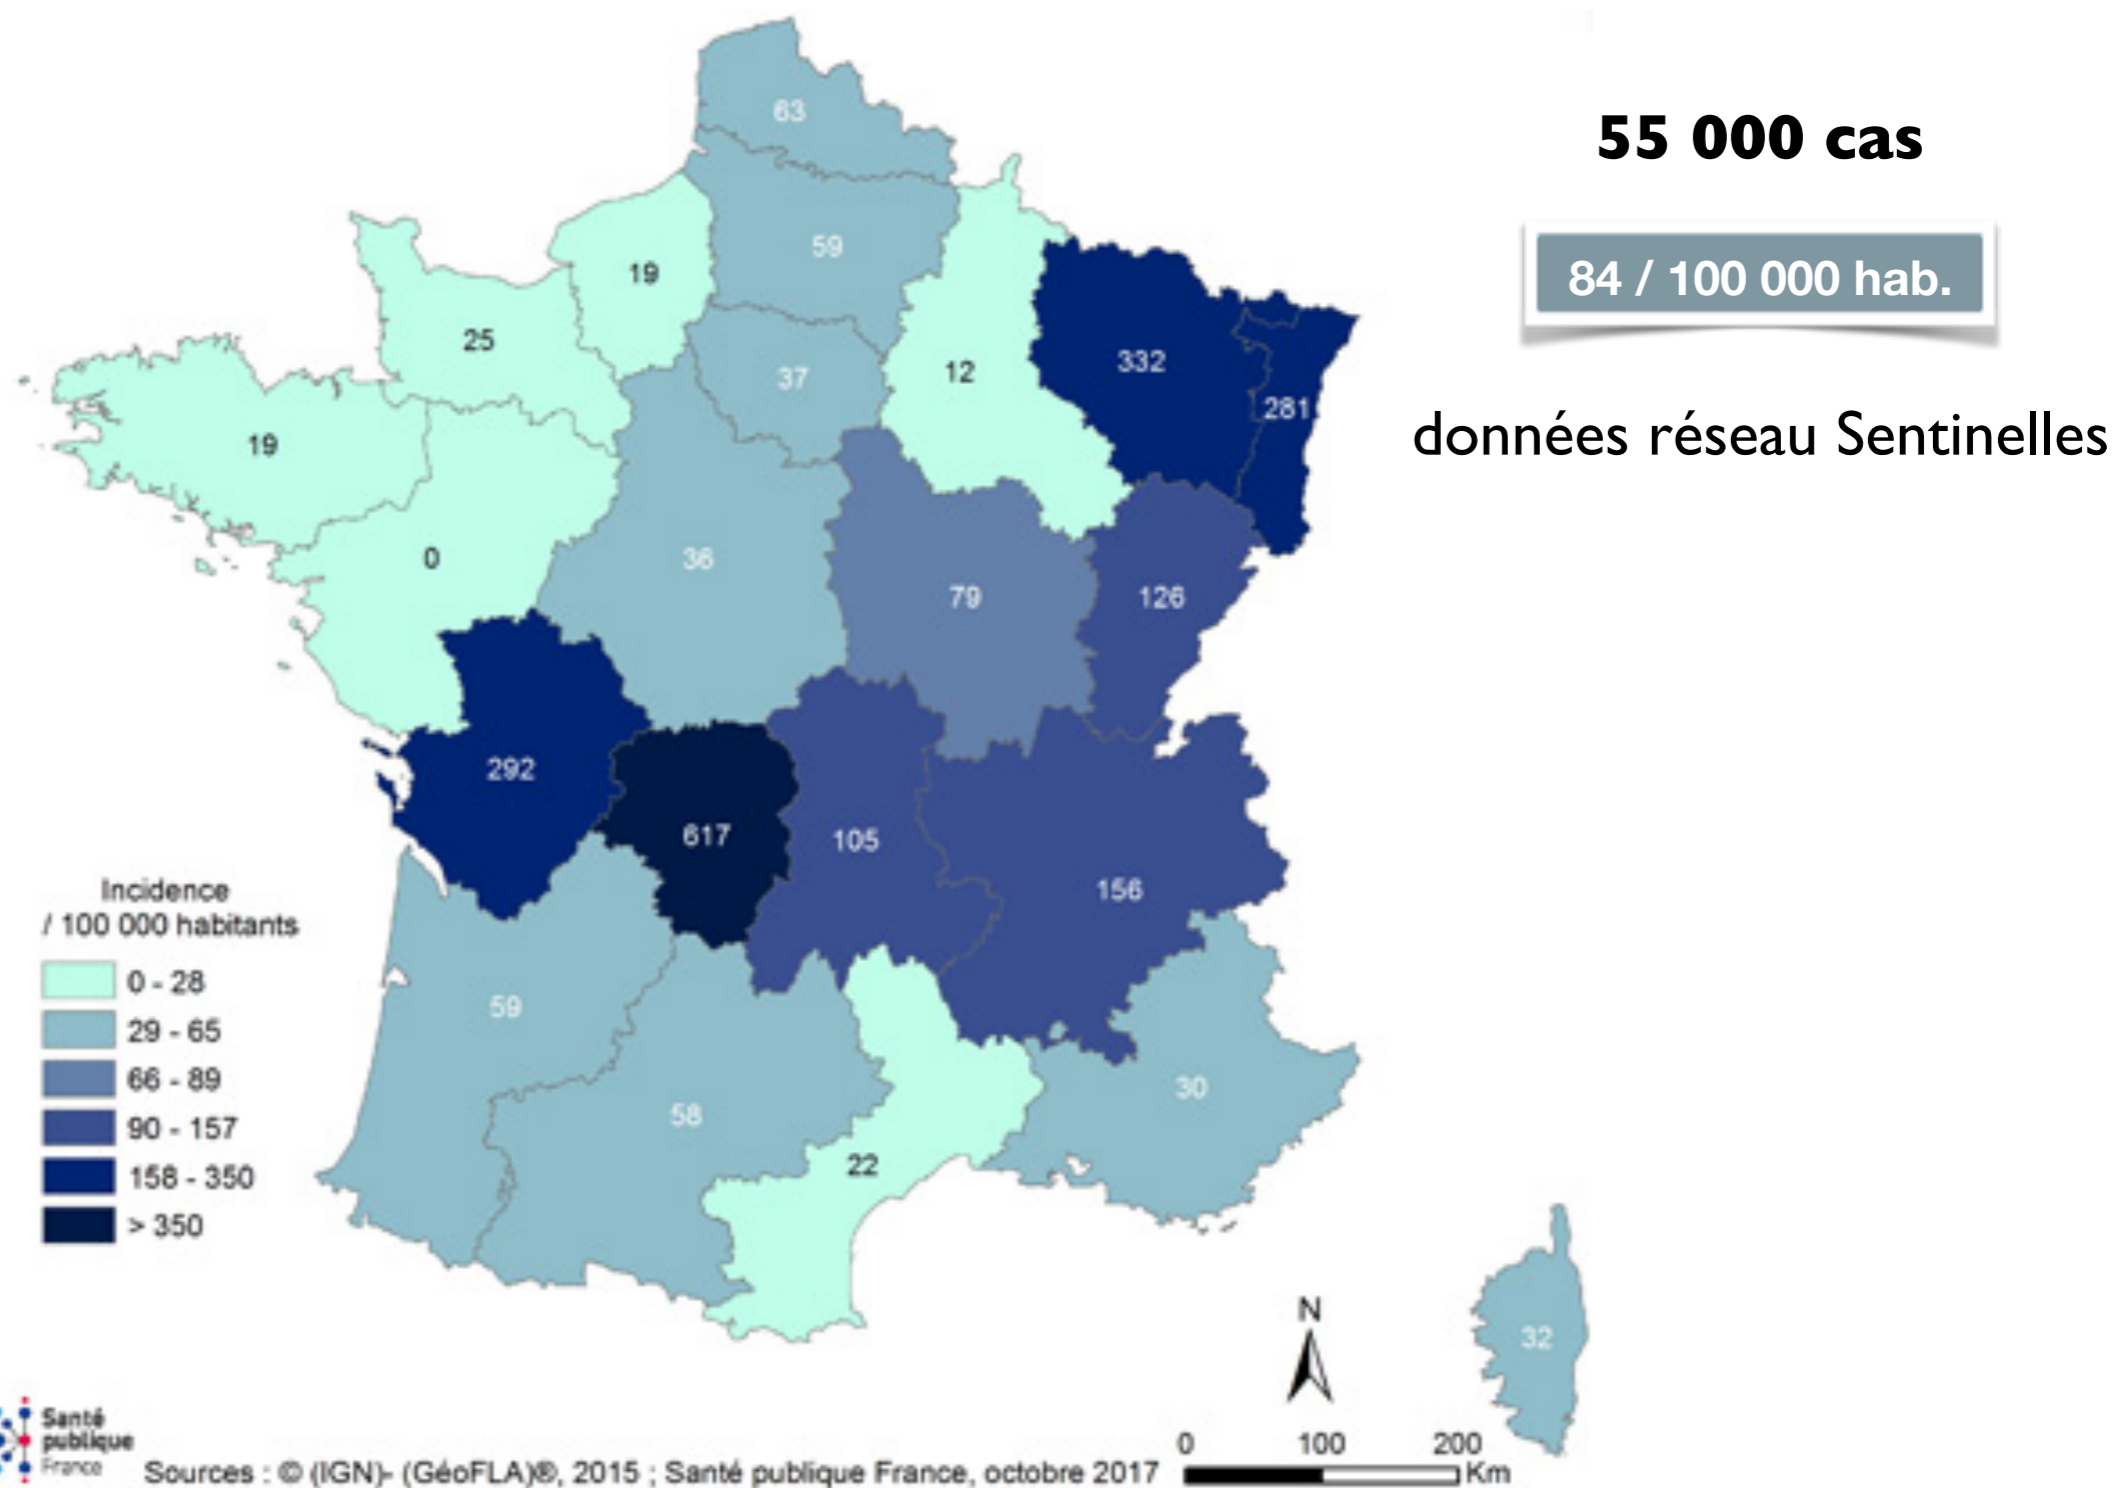 63
55 000 cas
59
19
84 / 100 000 hab.
25
12
332
37
281
données réseau Sentinelles
19
0
36
79
126
292
617
105
156
Incidence
/ 100 000 habitants
0 - 28
29 - 65
66 - 89
90 - 157
158 - 350
> 350
59
58
30
22
32
N
0 100 200
Km
Santé
publique
France
Sources : © (IGN)- (GéoFLA)®, 2015 ; Santé publique France, octobre 2017